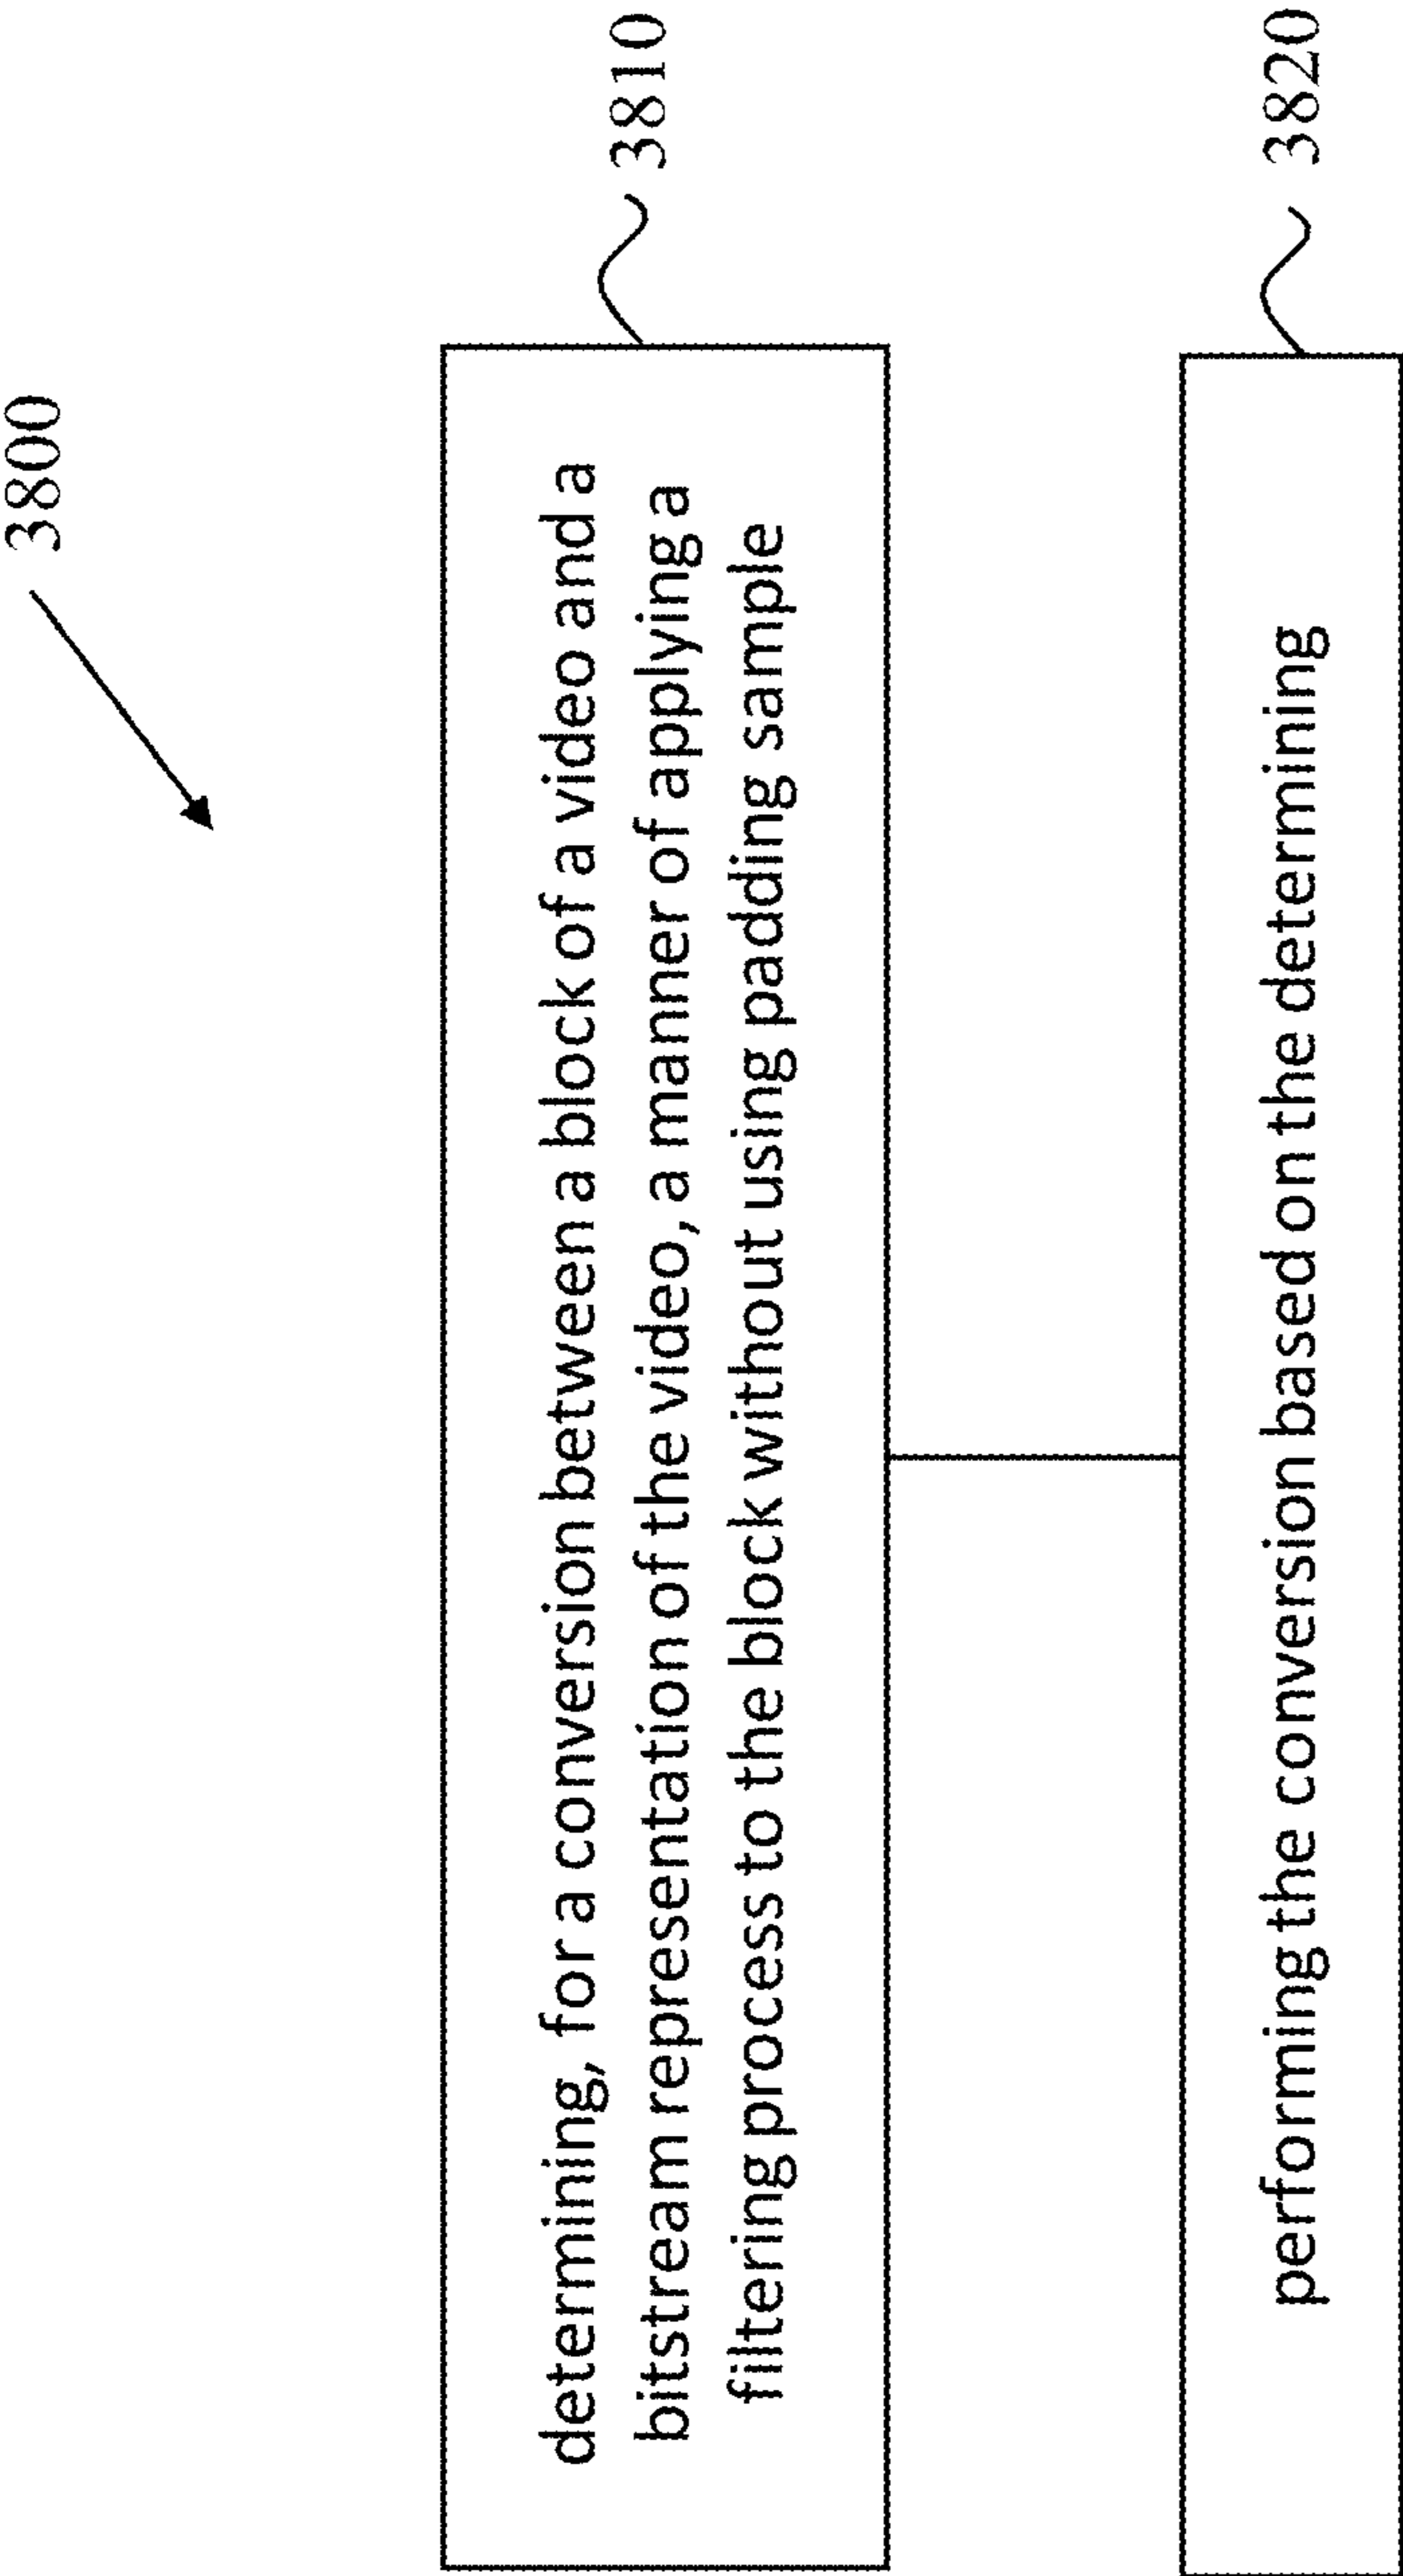 3800
determining, for a conversion between a block of a video and a
bitstream representation of the video, a manner of applying a
filtering process to the block without using padding sample
3810
performing the conversion based on the determining
3820